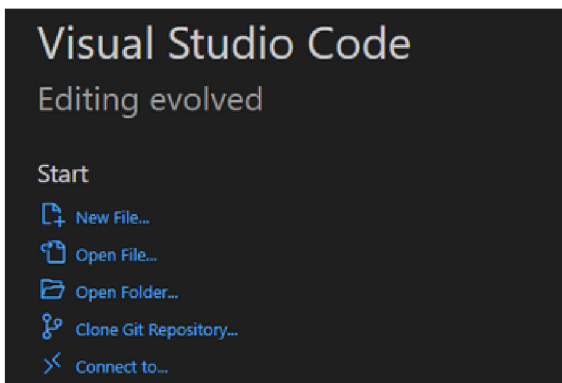 Visual Studio Code
Editing evolved
Start
New File...
Open File...
Open Folder...
Clone Git Repository...
Connect to...